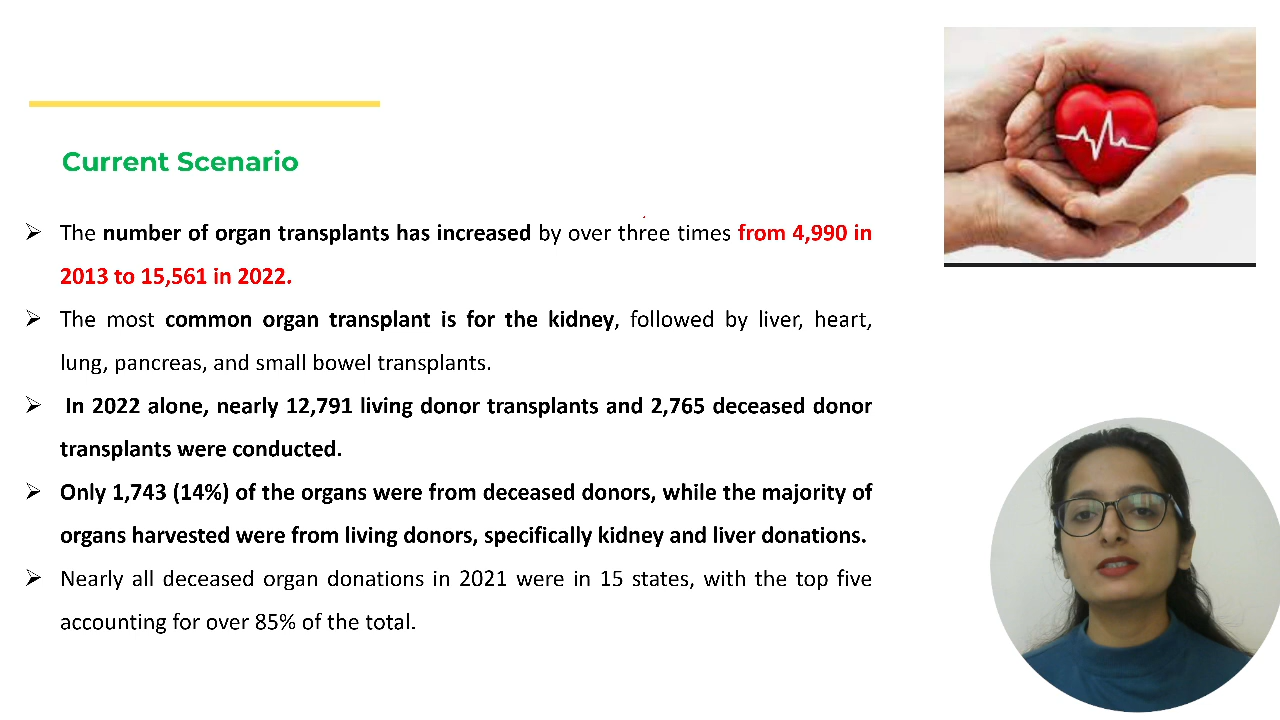 Current Scenario
➢ The number of organ transplants has increased by over three times from 4,990 in
2013 to 15,561 in 2022.
➢ The most common organ transplant is for the kidney, followed by liver, heart,
lung, pancreas, and small bowel transplants.
➢ In 2022 alone, nearly 12,791 living donor transplants and 2,765 deceased donor
transplants were conducted.
➢ Only 1,743 (14%) of the organs were from deceased donors, while the majority of
organs harvested were from living donors, specifically kidney and liver donations.
➢ Nearly all deceased organ donations in 2021 were in 15 states, with the top five
accounting for over 85% of the total.